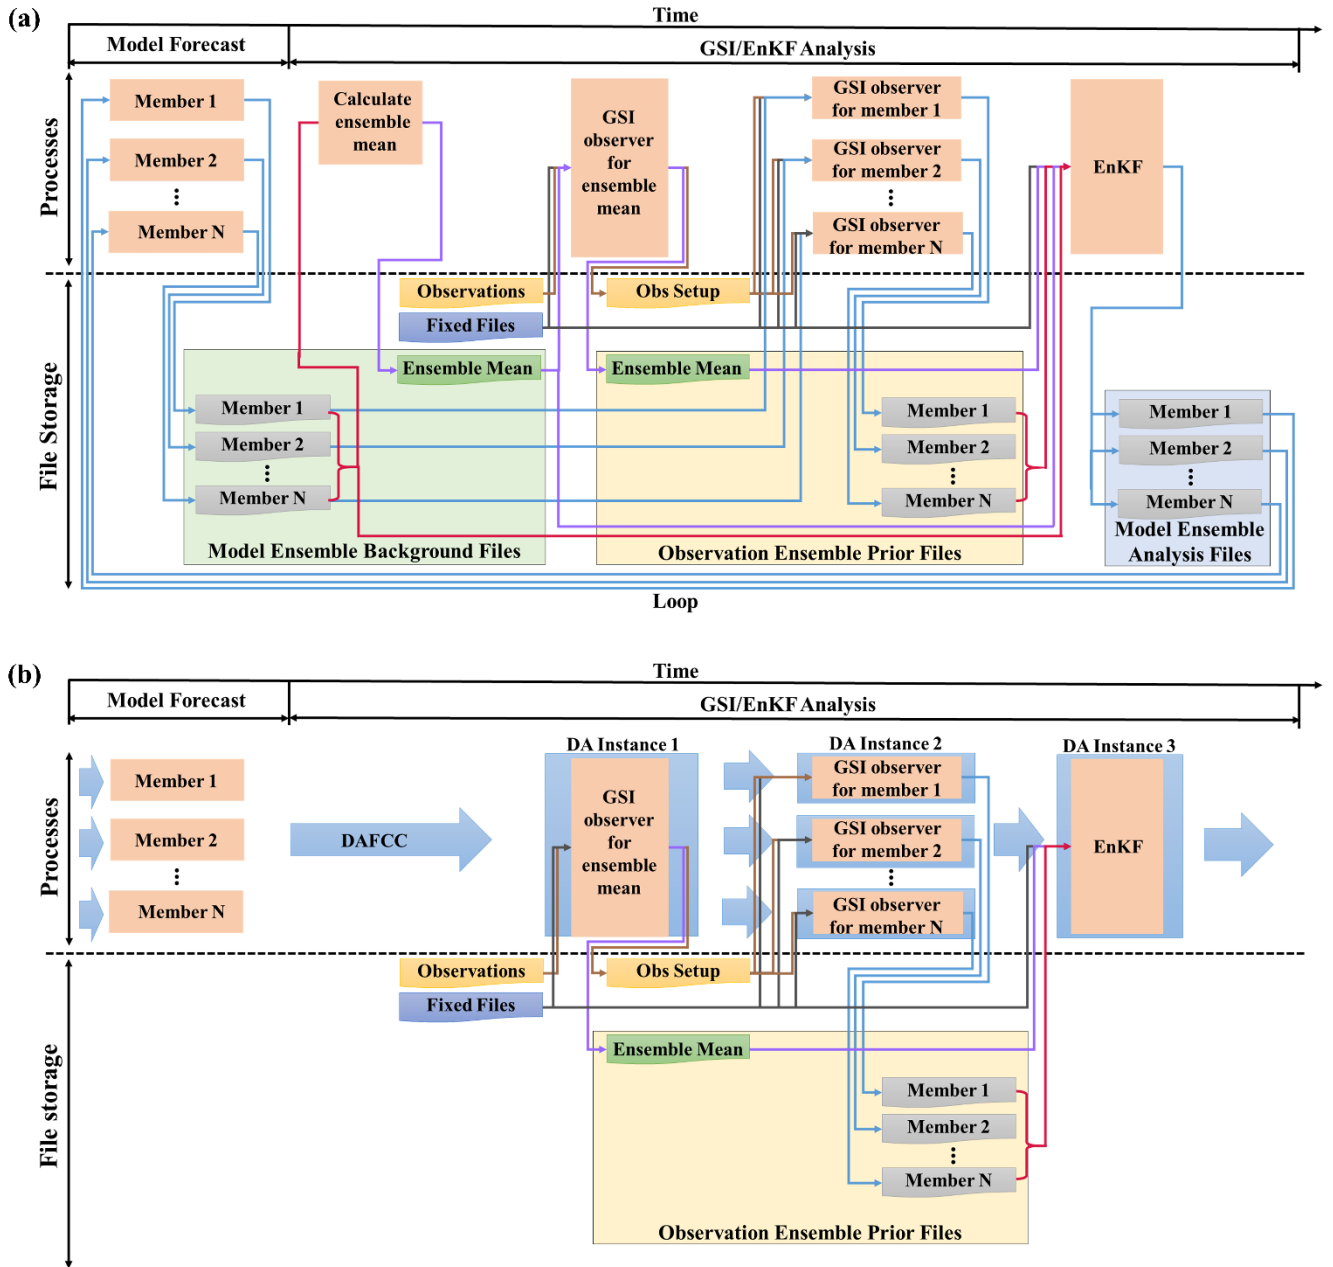 (a)
Time
Model Forecast
GSI/EnKF Analysis
Processes
Member 1
Member 2
Member N
Calculate
ensemble
mean
GSI
observer
for
ensemble
mean
GSI observer
for member 1
GSI observer
for member 2
GSI observer
for member N
EnKF
File Storage
Observations
Fixed Files
Obs Setup
Ensemble Mean
Member 1
Member 2
Member N
Model Ensemble Background Files
Ensemble Mean
Member 1
Member 2
Member N
Observation Ensemble Prior Files
Member 1
Member 2
Member N
Model Ensemble
Analysis Files
Loop
(b)
Time
Model Forecast
GSI/EnKF Analysis
Processes
Member 1
Member 2
Member N
DAFCC
DA Instance 1
GSI
observer
for
ensemble
mean
DA Instance 2
GSI observer
for member 1
GSI observer
for member 2
GSI observer
for member N
DA Instance 3
EnKF
File storage
Observations
Fixed Files
Obs Setup
Ensemble Mean
Member 1
Member 2
Member N
Observation Ensemble Prior Files